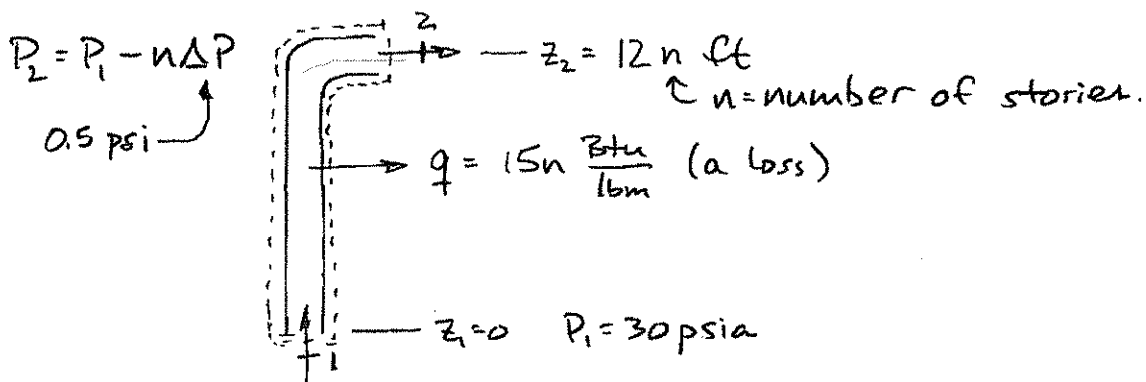 P₂ = P₁ - nΔP
0.5 psi
2
z₂ = 12n ft
n = number of stories.
q = 15n Btu/lbm (a loss)
z₁ = 0 P₁ = 30 psia
1